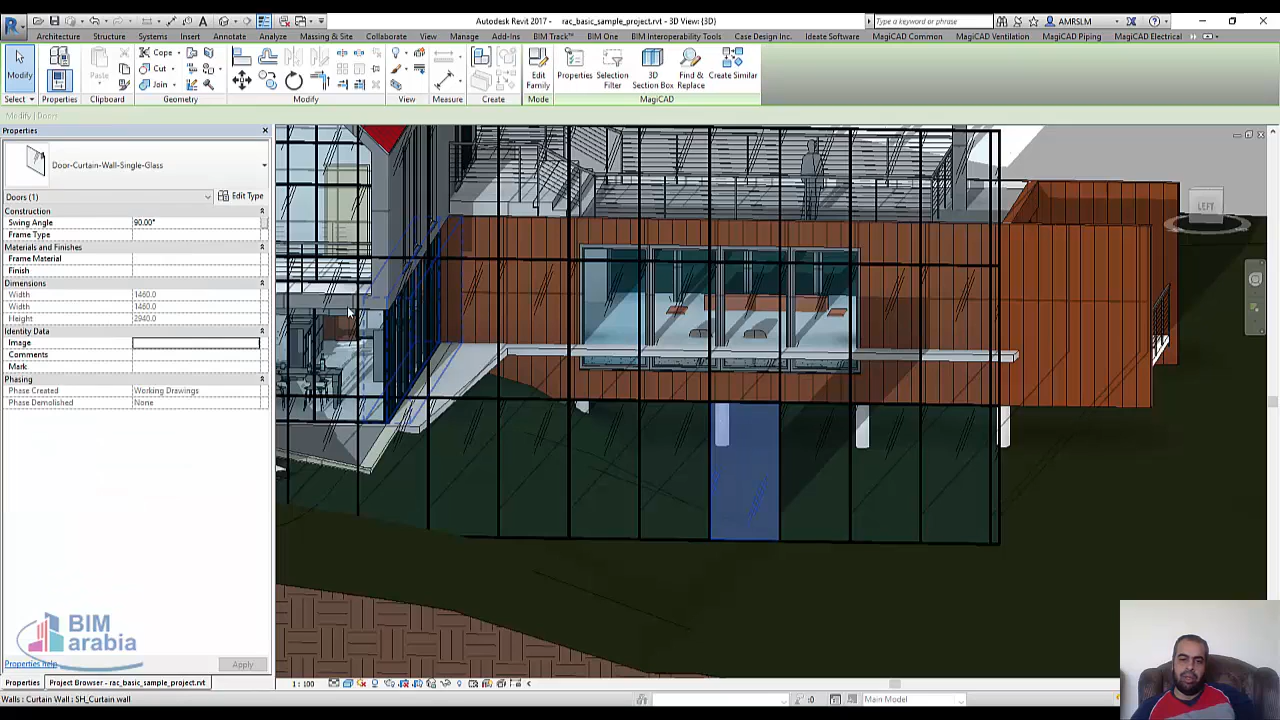 Autodesk Revit 2017 - rac_basic_sample_project.rvt - 3D View: {3D}
Type a keyword or phrase
AMRSLM
Architecture Structure Systems Insert Annotate Analyze Massing & Site Collaborate View Manage Add-Ins BIM Track™ BIM One BIM Interoperability Tools Case Design Inc. Ideate Software MagiCAD Common MagiCAD Ventilation MagiCAD Piping MagiCAD Electrical
Modify
Paste
Cope
Cut
Join
Edit Family
Properties
Selection Filter
3D Section Box
Find & Replace
Create Similar
Select Properties Clipboard Geometry Modify View Measure Create Mode MagiCAD
Modify | Doors
Properties
Door-Curtain-Wall-Single-Glass
Doors (1)
Edit Type
Construction
Swing Angle 90.00°
Frame Type
Materials and Finishes
Frame Material
Finish
Dimensions
Width 1460.0
Width 1460.0
Height 2940.0
Identity Data
Image
Comments
Mark
Phasing
Phase Created Working Drawings
Phase Demolished None
LEFT
BIM
arabia
Properties help
Apply
Properties Project Browser - rac_basic_sample_project.rvt
1 : 100
Walls : Curtain Wall : SH_Curtain wall
:0
Main Model